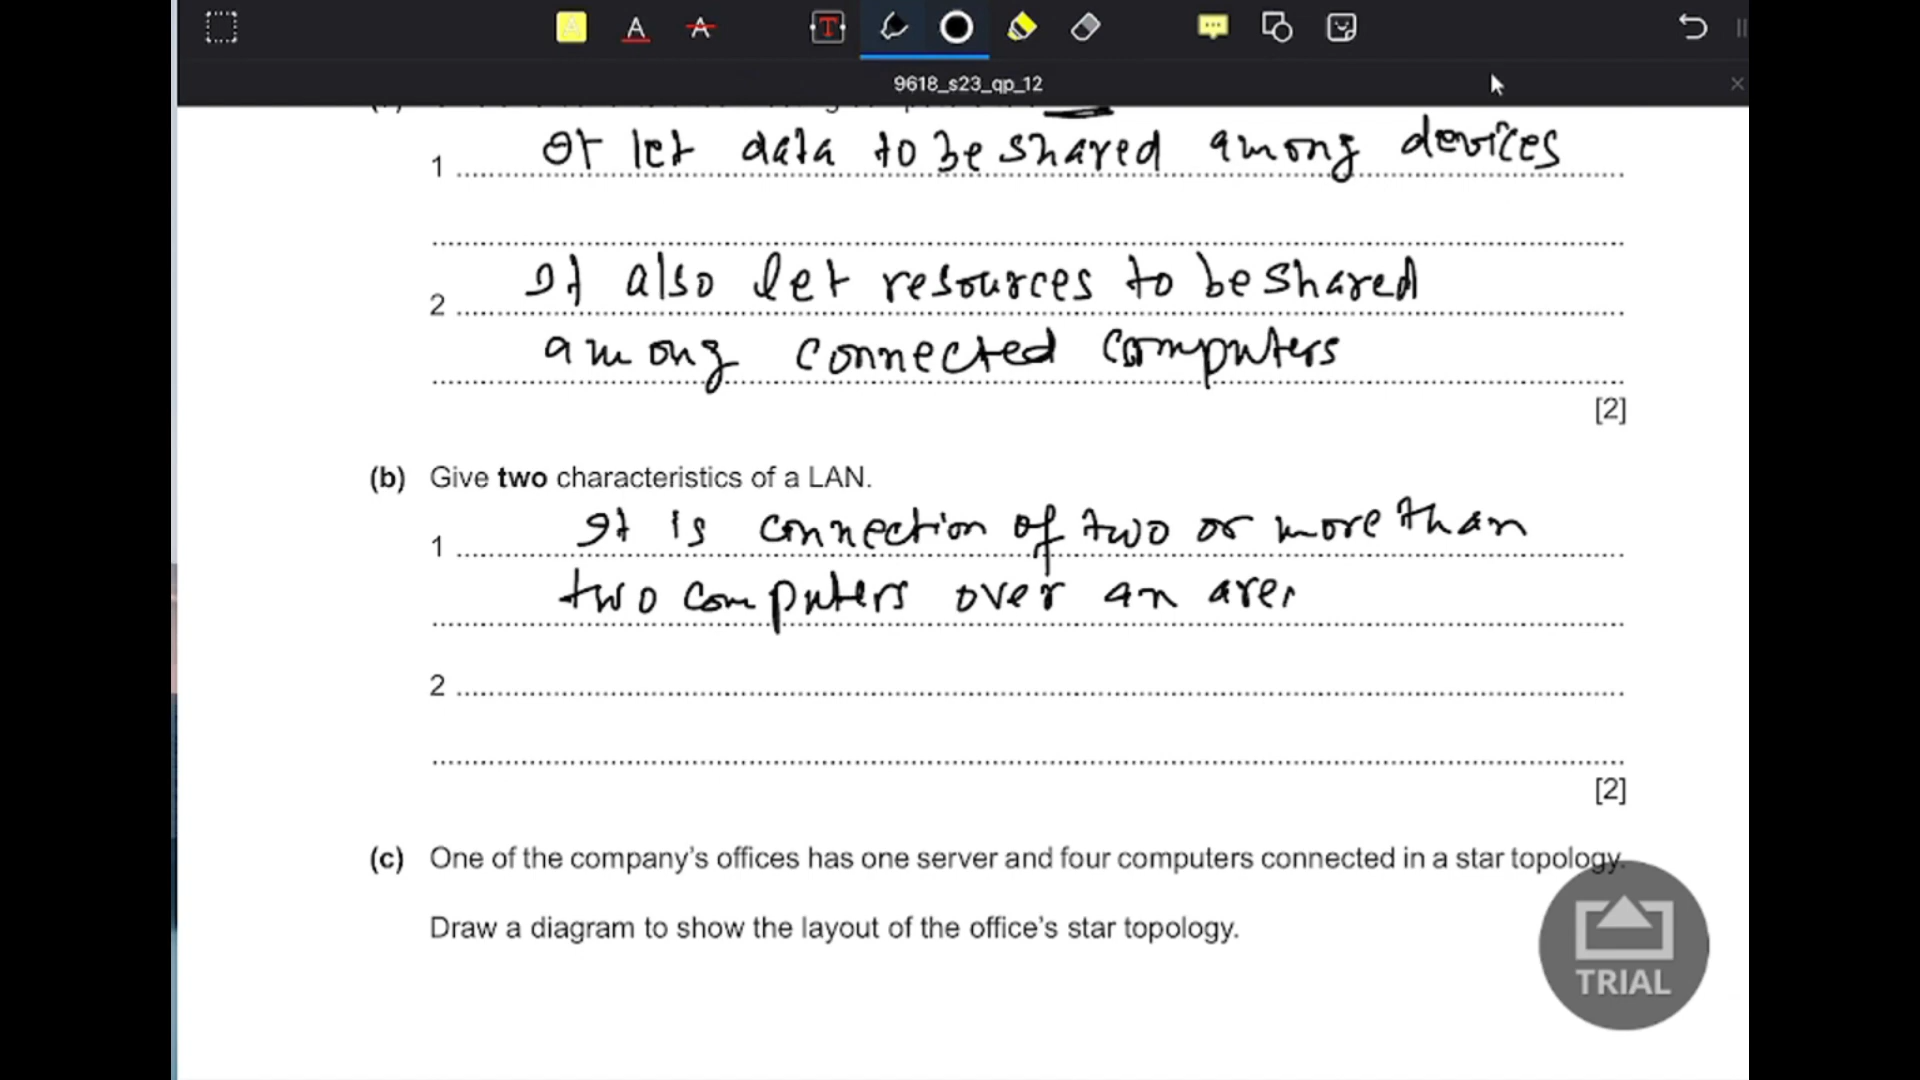 A A A T
9618_s23_qp_12
1 It let data to be shared among devices
2 It also let resources to be shared
among connected computers
[2]
(b) Give two characteristics of a LAN.
1 It is connection of two or more than
two computers over an are
2
[2]
(c) One of the company's offices has one server and four computers connected in a star topology.
Draw a diagram to show the layout of the office's star topology.
TRIAL